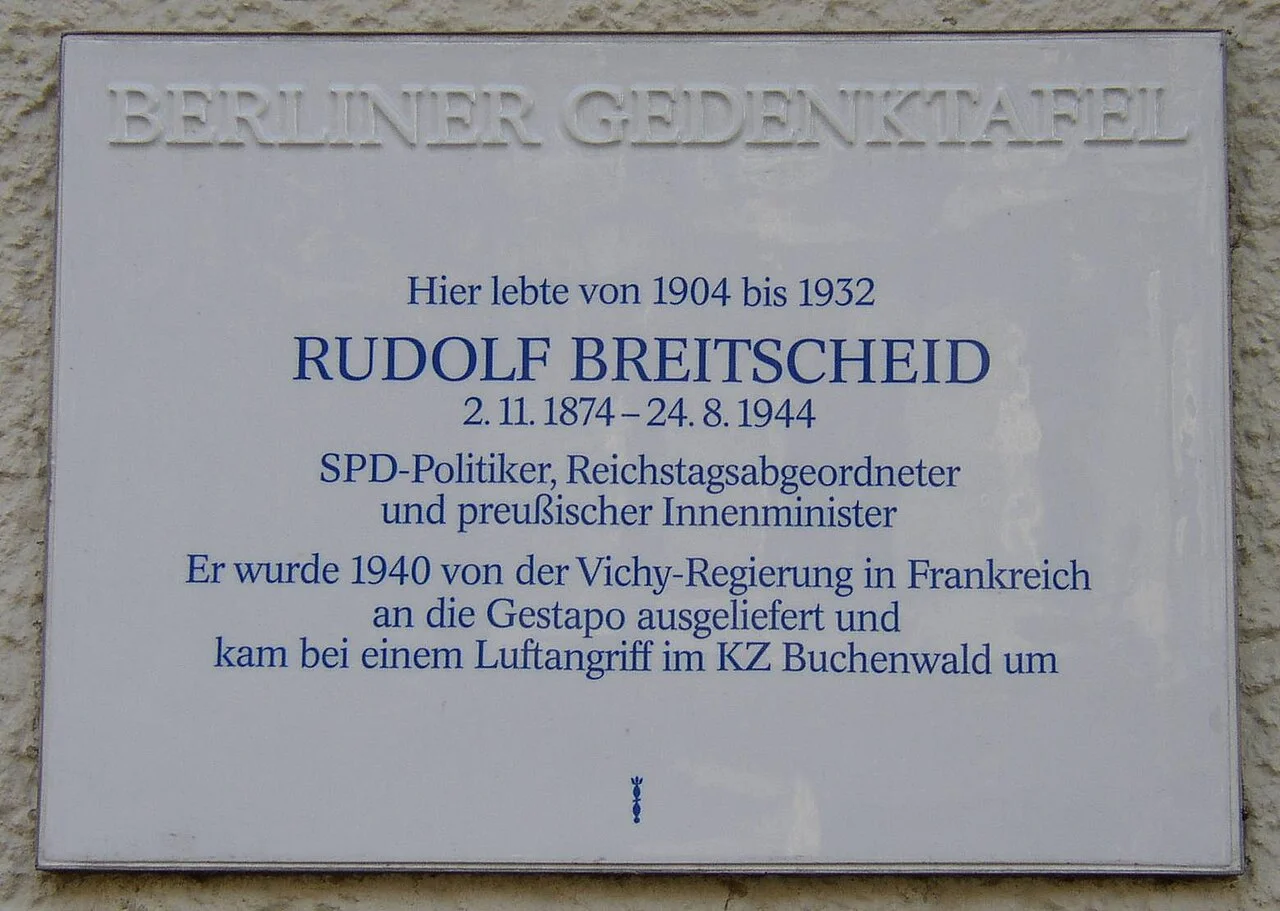 BERLINER GEDENKTAFEL
Hier lebte von 1904 bis 1932
RUDOLF BREITSCHEID
2. 11. 1874 – 24. 8. 1944
SPD-Politiker, Reichstagsabgeordneter
und preußischer Innenminister
Er wurde 1940 von der Vichy-Regierung in Frankreich
an die Gestapo ausgeliefert und
kam bei einem Luftangriff im KZ Buchenwald um